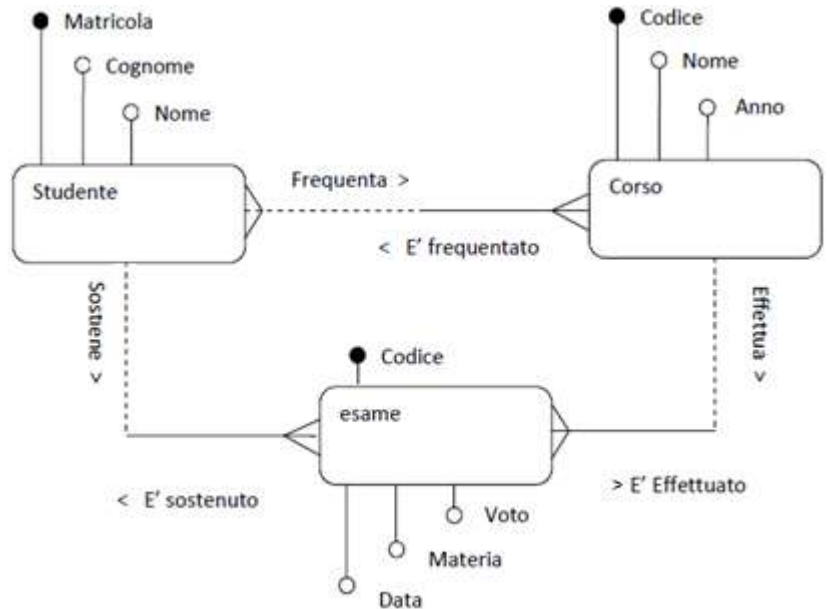 Matricola
Cognome
Nome
Studente
Codice
Nome
Anno
Corso
Frequenta >
< E' frequentato
Sostiene >
Effettua >
Codice
esame
< E' sostenuto
> E' Effettuato
Voto
Materia
Data